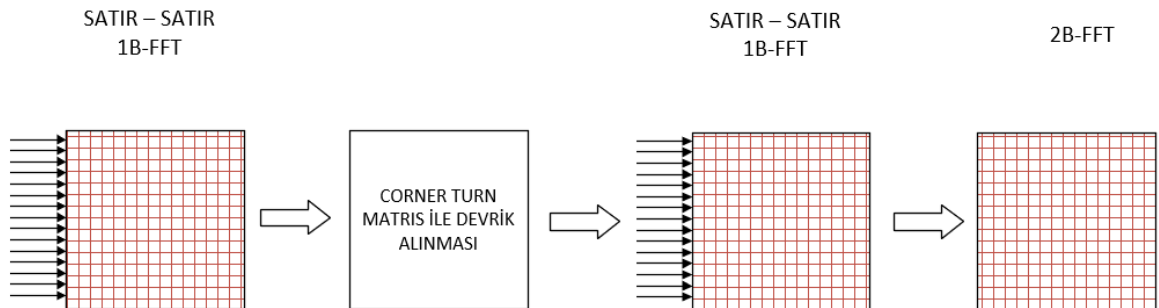 SATIR – SATIR
1B-FFT
CORNER TURN
MATRIS İLE DEVRİK
ALINMASI
SATIR – SATIR
1B-FFT
2B-FFT